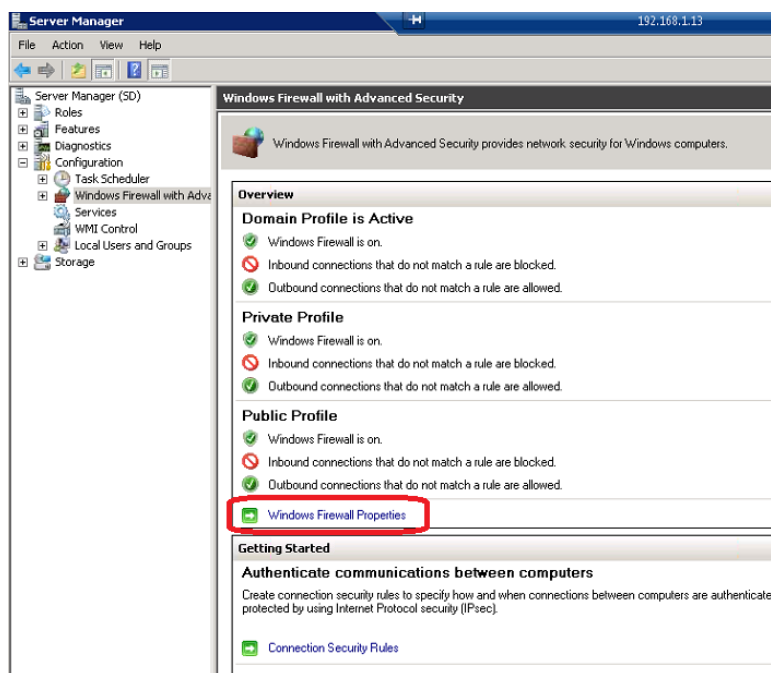 Server Manager
192.168.1.13
File Action View Help
Server Manager (SD)
Roles
Features
Diagnostics
Configuration
Task Scheduler
Windows Firewall with Adva
Services
WMI Control
Local Users and Groups
Storage
Windows Firewall with Advanced Security
Windows Firewall with Advanced Security provides network security for Windows computers.
Overview
Domain Profile is Active
Windows Firewall is on.
Inbound connections that do not match a rule are blocked.
Outbound connections that do not match a rule are allowed.
Private Profile
Windows Firewall is on.
Inbound connections that do not match a rule are blocked.
Outbound connections that do not match a rule are allowed.
Public Profile
Windows Firewall is on.
Inbound connections that do not match a rule are blocked.
Outbound connections that do not match a rule are allowed.
Windows Firewall Properties
Getting Started
Authenticate communications between computers
Create connection security rules to specify how and when connections between computers are authenticate
protected by using Internet Protocol security (IPsec).
Connection Security Rules